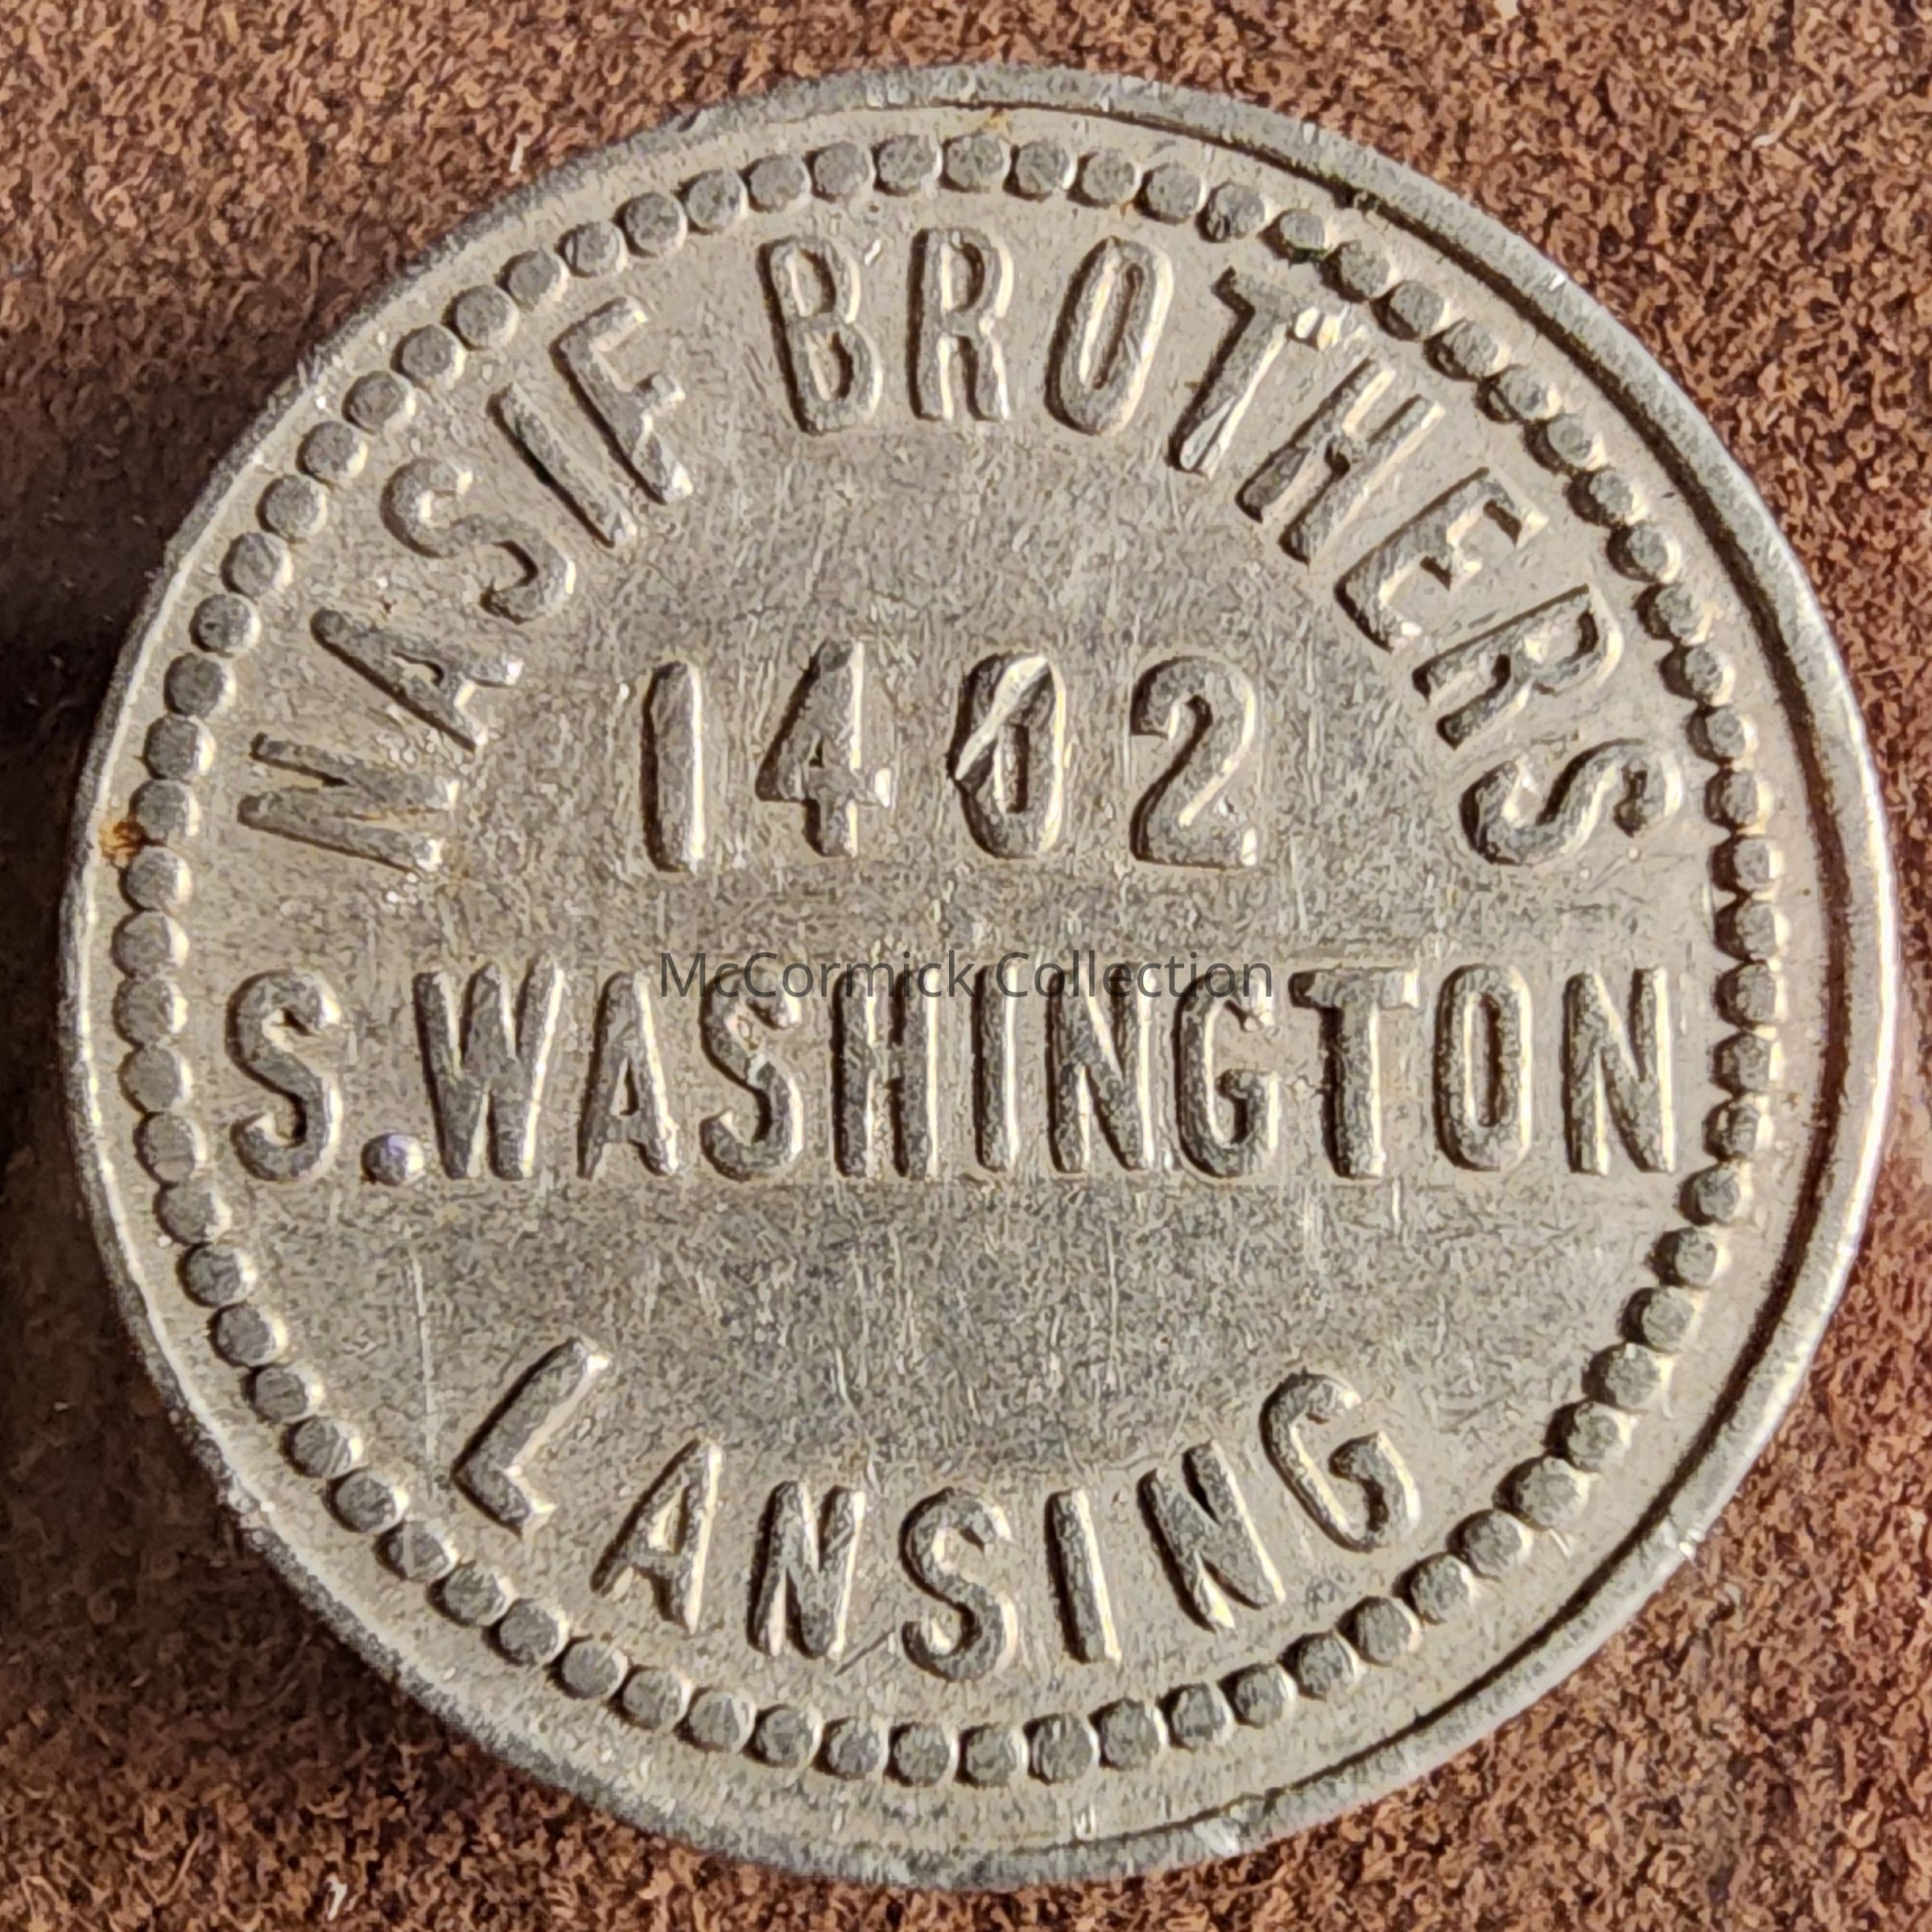 NASIF BROTHERS
1402
S. WASHINGTON
LANSING
McCormick Collection